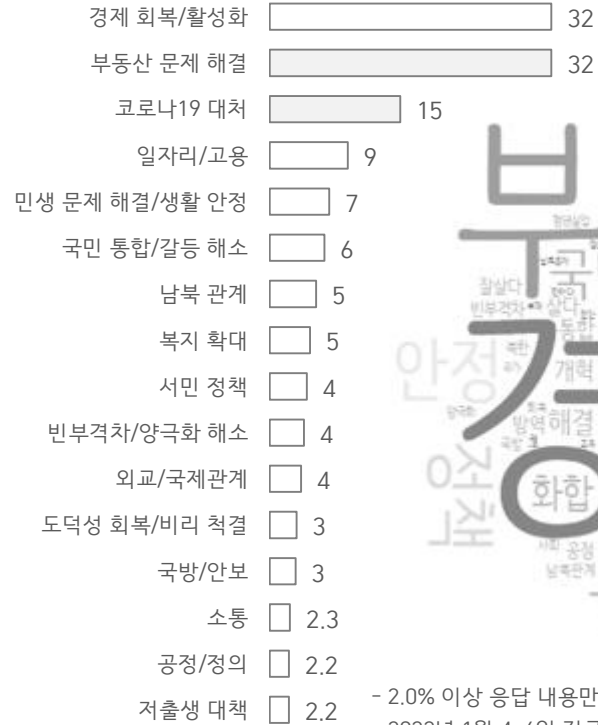 경제 회복/활성화 32
부동산 문제 해결 32
코로나19 대처 15
일자리/고용 9
민생 문제 해결/생활 안정 7
국민 통합/갈등 해소 6
남북 관계 5
복지 확대 5
서민 정책 4
빈부격차/양극화 해소 4
외교/국제관계 4
도덕성 회복/비리 척결 3
국방/안보 3
소통 2.3
공정/정의 2.2
저출생 대책 2.2
부
국
잘살다
빈부격차
살다
통합
안정
개혁
방역
해결
정책
화합
공정
남북관계
- 2.0% 이상 응답 내용만